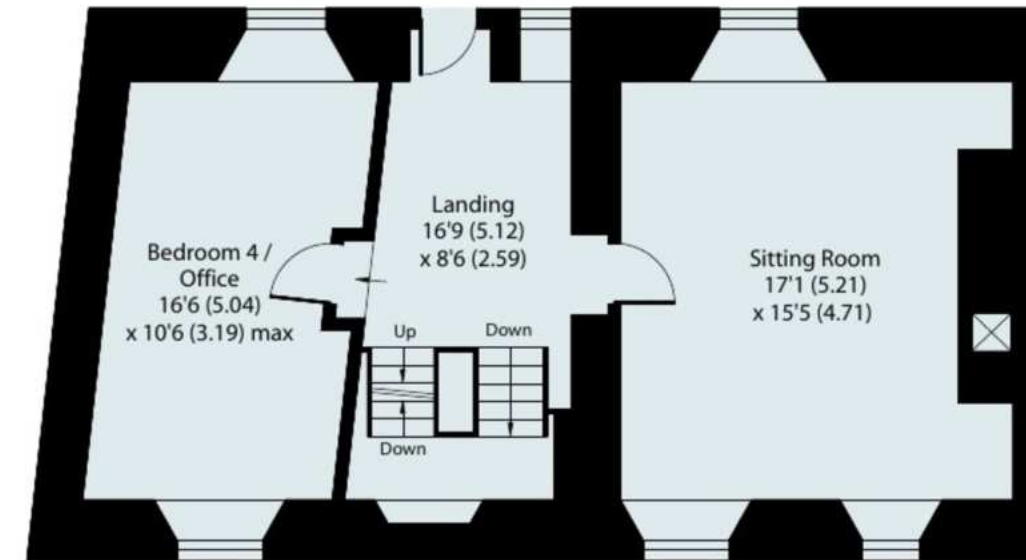 Bedroom 4 /
Office
16'6 (5.04)
x 10'6 (3.19) max
Landing
16'9 (5.12)
x 8'6 (2.59)
Up
Down
Down
Sitting Room
17'1 (5.21)
x 15'5 (4.71)